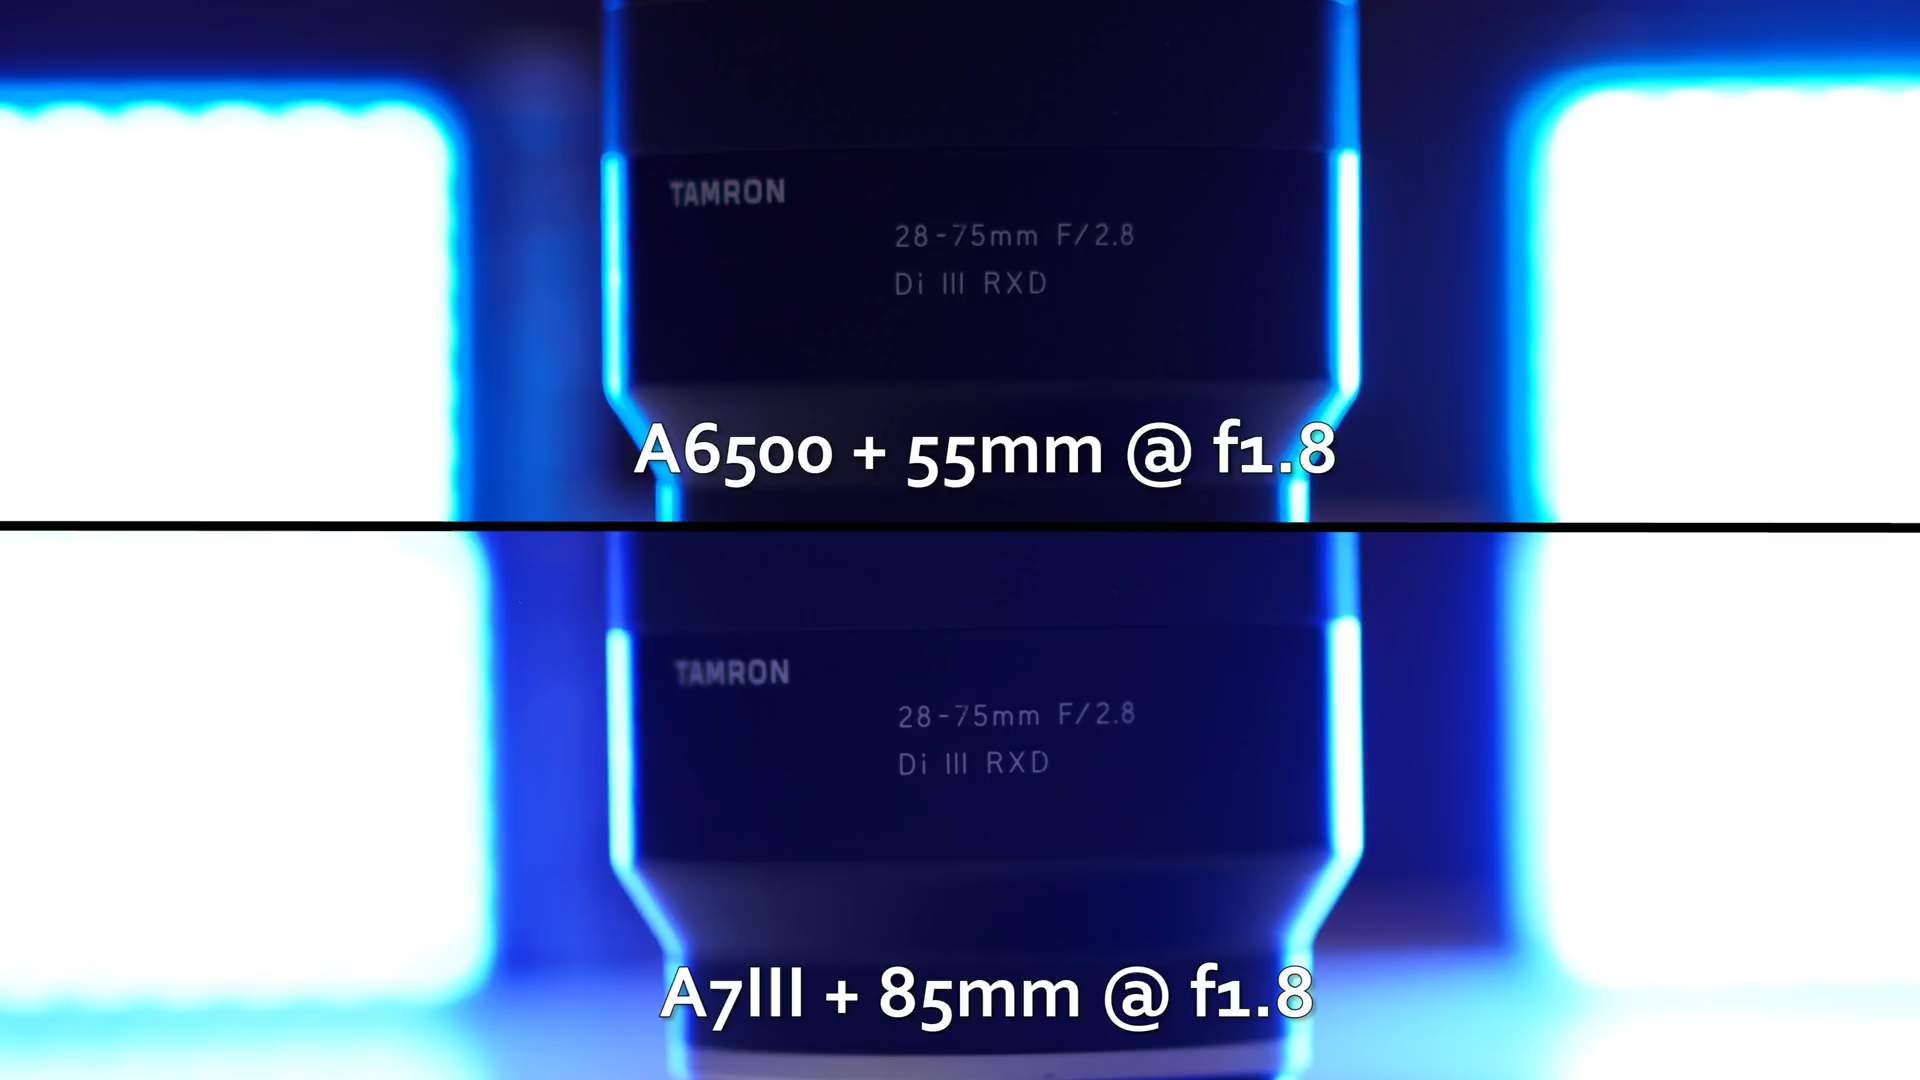 TAMRON
28-75mm F/2.8
Di III RXD
A6500 + 55mm @ f1.8
TAMRON
28-75mm F/2.8
Di III RXD
A7III + 85mm @ f1.8